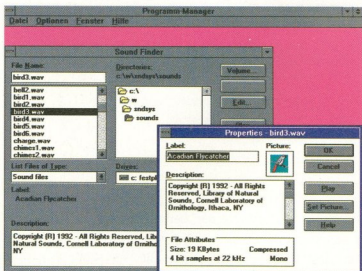 Programm-Manager
Datei Optionen Fenster Hilfe
Sound Finder
File Name:
bird3.wav
bell2.wav
bird1.wav
bird2.wav
bird3.wav
bird4.wav
bird5.wav
bird6.wav
charge.wav
chimes1.wav
chimes2.wav
Directories:
c:\w\sndsys\sounds
c:\
w
sndsys
sounds
Volume...
Edit...
List Files of Type:
Sound files
Drives:
c: festpl
Label:
Acadian Flycatcher
Description:
Copyright (R) 1992 - All Rights Reserved, Lib
Natural Sounds, Cornell Laboratory of Ornitho
NY
Properties - bird3.wav
Label:
Acadian Flycatcher
Picture:
OK
Cancel
Description:
Copyright (R) 1992 - All Rights
Reserved, Library of Natural
Sounds, Cornell Laboratory of
Ornithology, Ithaca, NY
Play
Set Picture...
Help
File Attributes
Size: 19 KBytes Compressed
4 bit samples at 22 kHz Mono